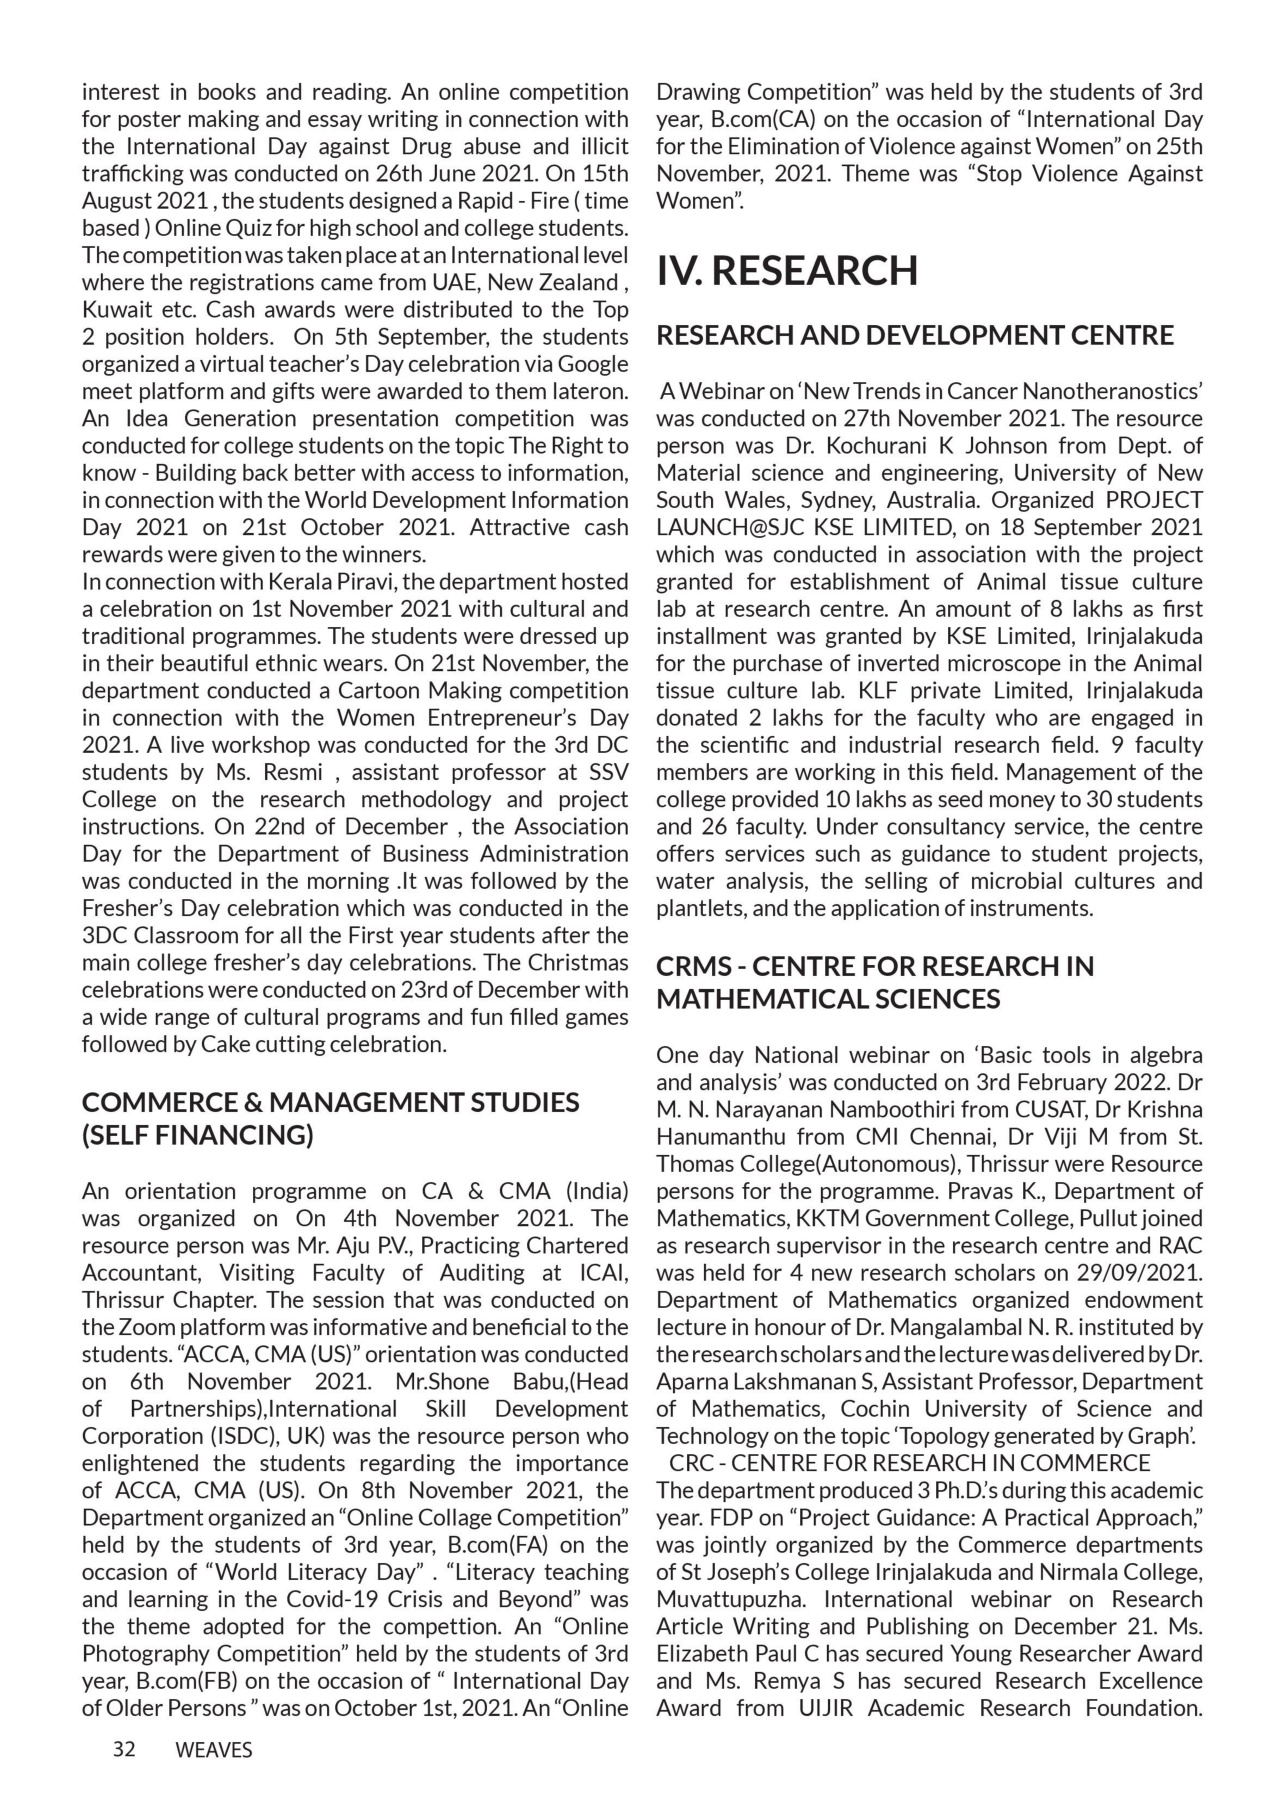 interest in books and reading. An online competition
for poster making and essay writing in connection with
the International Day against Drug abuse and illicit
trafficking was conducted on 26th June 2021. On 15th
August 2021 , the students designed a Rapid - Fire ( time
based ) Online Quiz for high school and college students.
The competition was taken place at an International level
where the registrations came from UAE, New Zealand ,
Kuwait etc. Cash awards were distributed to the Top
2 position holders. On 5th September, the students
organized a virtual teacher's Day celebration via Google
meet platform and gifts were awarded to them lateron.
An Idea Generation presentation competition was
conducted for college students on the topic The Right to
know - Building back better with access to information,
in connection with the World Development Information
Day 2021 on 21st October 2021. Attractive cash
rewards were given to the winners.
In connection with Kerala Piravi, the department hosted
a celebration on 1st November 2021 with cultural and
traditional programmes. The students were dressed up
in their beautiful ethnic wears. On 21st November, the
department conducted a Cartoon Making competition
in connection with the Women Entrepreneur's Day
2021. A live workshop was conducted for the 3rd DC
students by Ms. Resmi , assistant professor at SSV
College on the research methodology and project
instructions. On 22nd of December , the Association
Day for the Department of Business Administration
was conducted in the morning .It was followed by the
Fresher's Day celebration which was conducted in the
3DC Classroom for all the First year students after the
main college fresher's day celebrations. The Christmas
celebrations were conducted on 23rd of December with
a wide range of cultural programs and fun filled games
followed by Cake cutting celebration.
COMMERCE & MANAGEMENT STUDIES
(SELF FINANCING)
An orientation programme on CA & CMA (India)
was organized on On 4th November 2021. The
resource person was Mr. Aju P.V., Practicing Chartered
Accountant, Visiting Faculty of Auditing at ICAI,
Thrissur Chapter. The session that was conducted on
the Zoom platform was informative and beneficial to the
students. “ACCA, CMA (US)” orientation was conducted
on 6th November 2021. Mr.Shone Babu,(Head
of Partnerships),International Skill Development
Corporation (ISDC), UK) was the resource person who
enlightened the students regarding the importance
of ACCA, CMA (US). On 8th November 2021, the
Department organized an “Online Collage Competition”
held by the students of 3rd year, B.com(FA) on the
occasion of “World Literacy Day” . “Literacy teaching
and learning in the Covid-19 Crisis and Beyond” was
the theme adopted for the compettion. An “Online
Photography Competition” held by the students of 3rd
year, B.com(FB) on the occasion of “ International Day
of Older Persons ” was on October 1st, 2021. An “Online
Drawing Competition” was held by the students of 3rd
year, B.com(CA) on the occasion of “International Day
for the Elimination of Violence against Women” on 25th
November, 2021. Theme was “Stop Violence Against
Women”.
IV. RESEARCH
RESEARCH AND DEVELOPMENT CENTRE
A Webinar on ‘New Trends in Cancer Nanotheranostics’
was conducted on 27th November 2021. The resource
person was Dr. Kochurani K Johnson from Dept. of
Material science and engineering, University of New
South Wales, Sydney, Australia. Organized PROJECT
LAUNCH@SJC KSE LIMITED, on 18 September 2021
which was conducted in association with the project
granted for establishment of Animal tissue culture
lab at research centre. An amount of 8 lakhs as first
installment was granted by KSE Limited, Irinjalakuda
for the purchase of inverted microscope in the Animal
tissue culture lab. KLF private Limited, Irinjalakuda
donated 2 lakhs for the faculty who are engaged in
the scientific and industrial research field. 9 faculty
members are working in this field. Management of the
college provided 10 lakhs as seed money to 30 students
and 26 faculty. Under consultancy service, the centre
offers services such as guidance to student projects,
water analysis, the selling of microbial cultures and
plantlets, and the application of instruments.
CRMS - CENTRE FOR RESEARCH IN
MATHEMATICAL SCIENCES
One day National webinar on ‘Basic tools in algebra
and analysis’ was conducted on 3rd February 2022. Dr
M. N. Narayanan Namboothiri from CUSAT, Dr Krishna
Hanumanthu from CMI Chennai, Dr Viji M from St.
Thomas College(Autonomous), Thrissur were Resource
persons for the programme. Pravas K., Department of
Mathematics, KKTM Government College, Pullut joined
as research supervisor in the research centre and RAC
was held for 4 new research scholars on 29/09/2021.
Department of Mathematics organized endowment
lecture in honour of Dr. Mangalambal N. R. instituted by
the research scholars and the lecture was delivered by Dr.
Aparna Lakshmanan S, Assistant Professor, Department
of Mathematics, Cochin University of Science and
Technology on the topic ‘Topology generated by Graph’.
CRC - CENTRE FOR RESEARCH IN COMMERCE
The department produced 3 Ph.D.’s during this academic
year. FDP on “Project Guidance: A Practical Approach,”
was jointly organized by the Commerce departments
of St Joseph’s College Irinjalakuda and Nirmala College,
Muvattupuzha. International webinar on Research
Article Writing and Publishing on December 21. Ms.
Elizabeth Paul C has secured Young Researcher Award
and Ms. Remya S has secured Research Excellence
Award from UIJIR Academic Research Foundation.
32 WEAVES